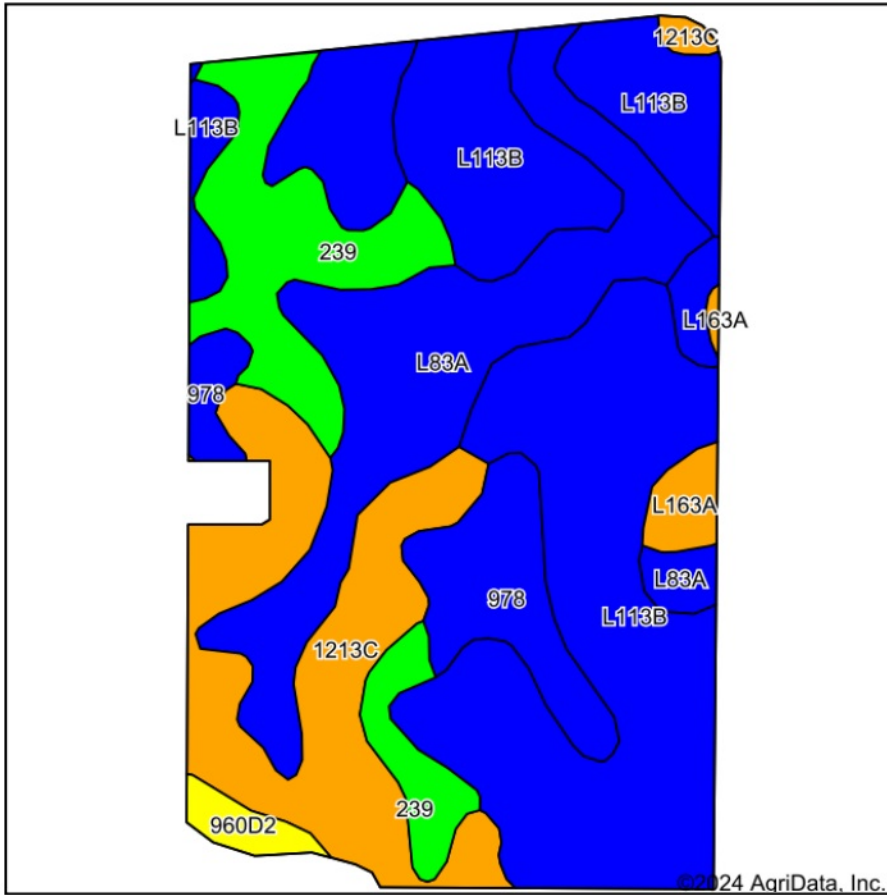 1213C
L113B
L113B
L113B
239
L163A
L83A
978
L163A
L83A
978
L113B
1213C
239
960D2
©2024 AgriData, Inc.